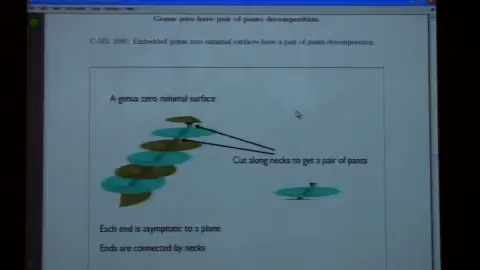 Genus zero have pair of pants decomposition.
C-M5, 2000. Embedded genus zero minimal surfaces have a pair of pants decomposition.
A genus zero minimal surface
Cut along necks to get a pair of pants
Each end is asymptotic to a plane
Ends are connected by necks